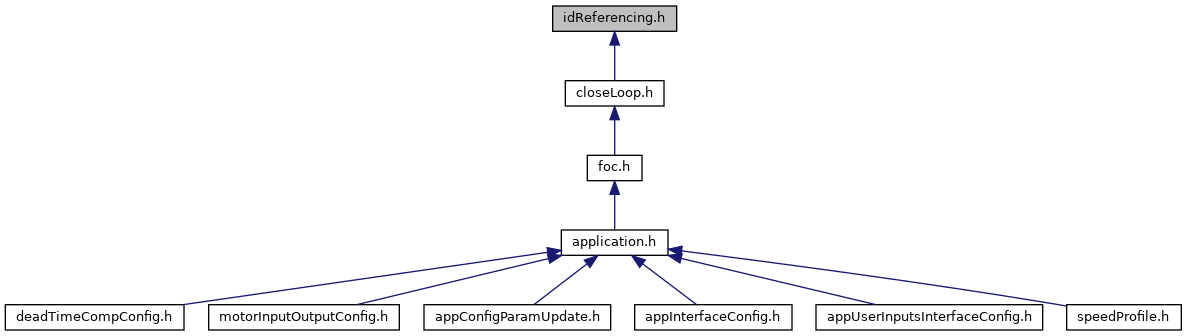 idReferencing.h
closeLoop.h
foc.h
application.h
deadTimeCompConfig.h
motorInputOutputConfig.h
appConfigParamUpdate.h
appInterfaceConfig.h
appUserInputsInterfaceConfig.h
speedProfile.h